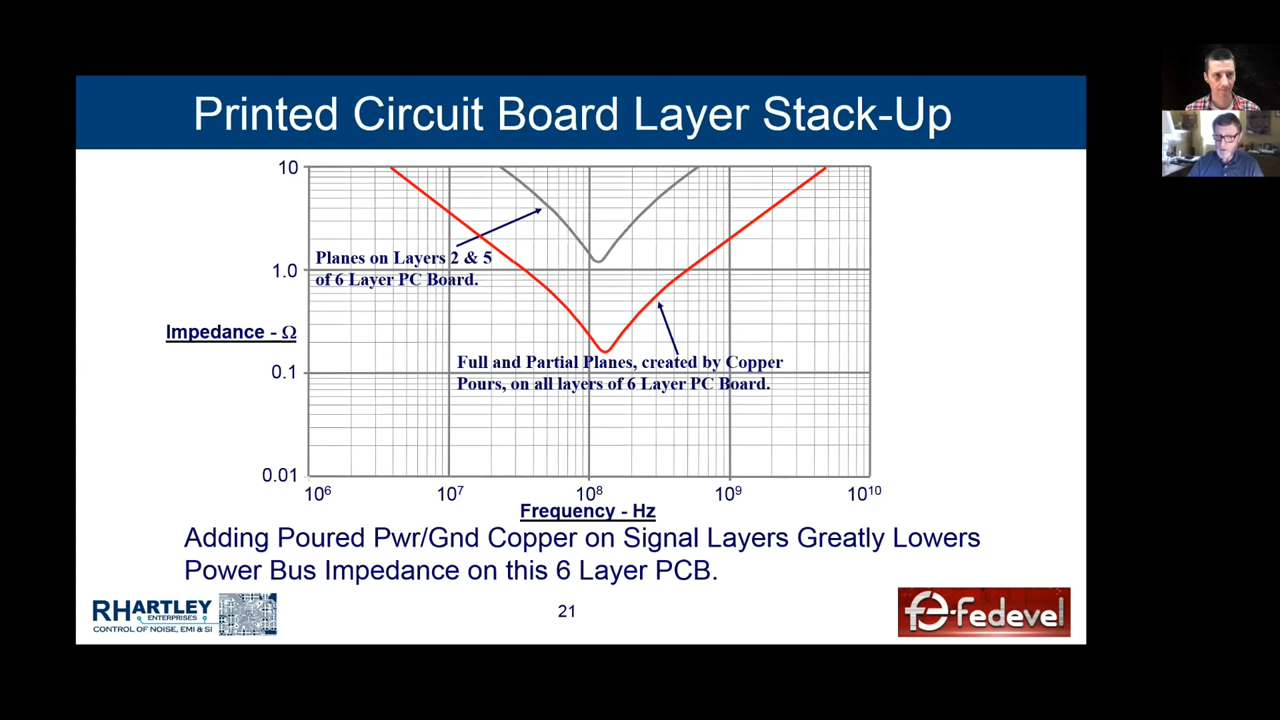 Printed Circuit Board Layer Stack-Up
10
Planes on Layers 2 & 5
of 6 Layer PC Board.
1.0
Impedance - Ω
Full and Partial Planes, created by Copper
Pours, on all layers of 6 Layer PC Board.
0.1
0.01
10⁶ 10⁷ 10⁸ 10⁹ 10¹⁰
Frequency - Hz
Adding Poured Pwr/Gnd Copper on Signal Layers Greatly Lowers
Power Bus Impedance on this 6 Layer PCB.
RHARTLEY
ENTERPRISES
CONTROL OF NOISE, EMI & SI
21
fedevel